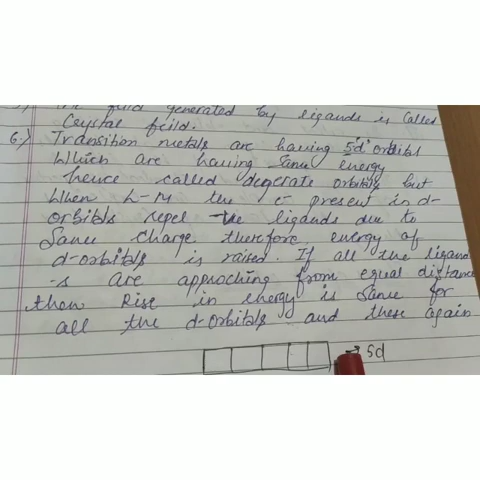 field generated by ligands is called
Crystal feild.
6.) Transition metals are having 5'd' orbitals
Which are having Same energy
hence called degerate orbitals but
When L-M the e- present in d-
orbitals repel the ligands due to
Same charge. therefore energy of
d-orbitals is raised. If all the ligand
-s are approching from equal distance
then Rise in energy is Same for
all the d-orbitals and these again
→ 5d